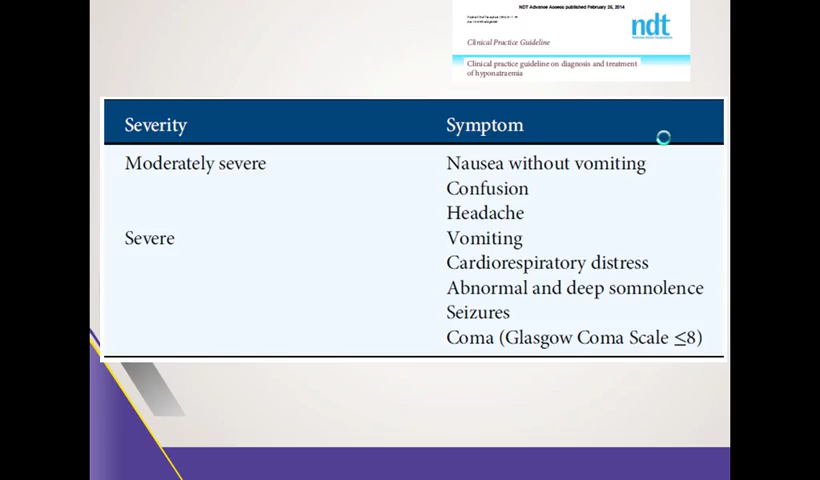 NDT Advance Access published February 26, 2014
ndt
Clinical Practice Guideline
Clinical practice guideline on diagnosis and treatment
of hyponatraemia
Severity Symptom
Moderately severe Nausea without vomiting
Confusion
Headache
Severe Vomiting
Cardiorespiratory distress
Abnormal and deep somnolence
Seizures
Coma (Glasgow Coma Scale ≤8)